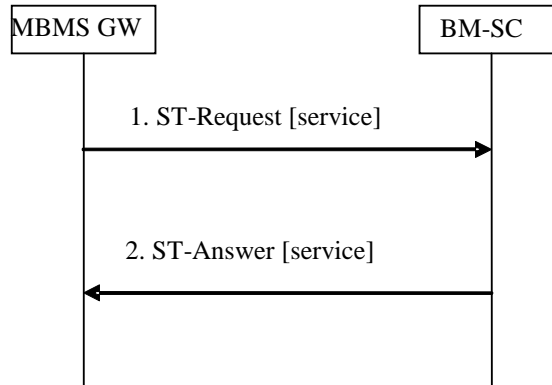 MBMS GW
BM-SC
1. ST-Request [service]
2. ST-Answer [service]